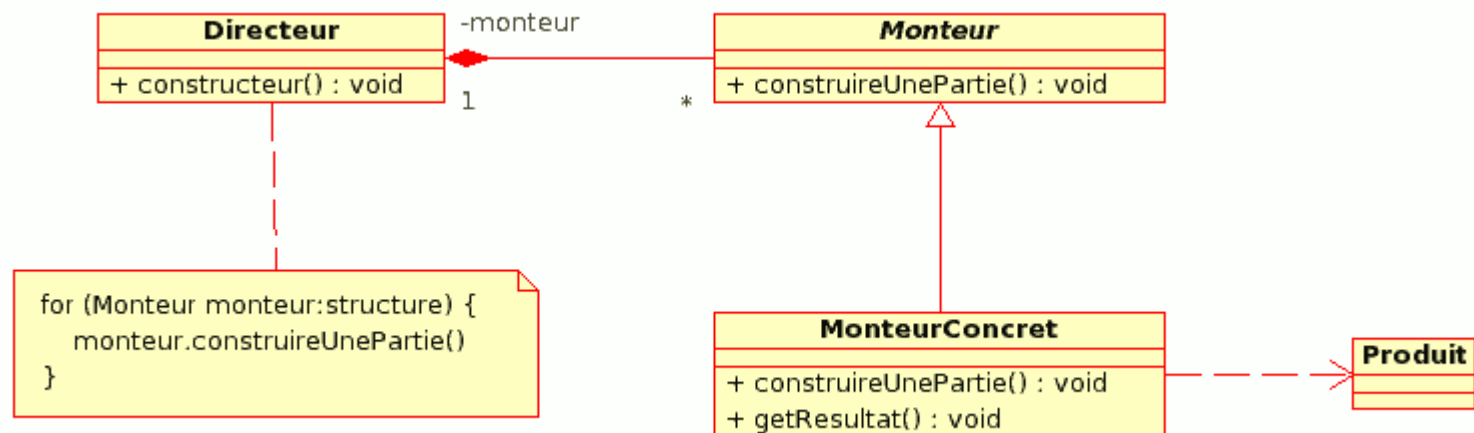 Directeur
+ constructeur() : void
-monteur
1
*
Monteur
+ construireUnePartie() : void
for (Monteur monteur:structure) {
monteur.construireUnePartie()
}
MonteurConcret
+ construireUnePartie() : void
+ getResultat() : void
Produit